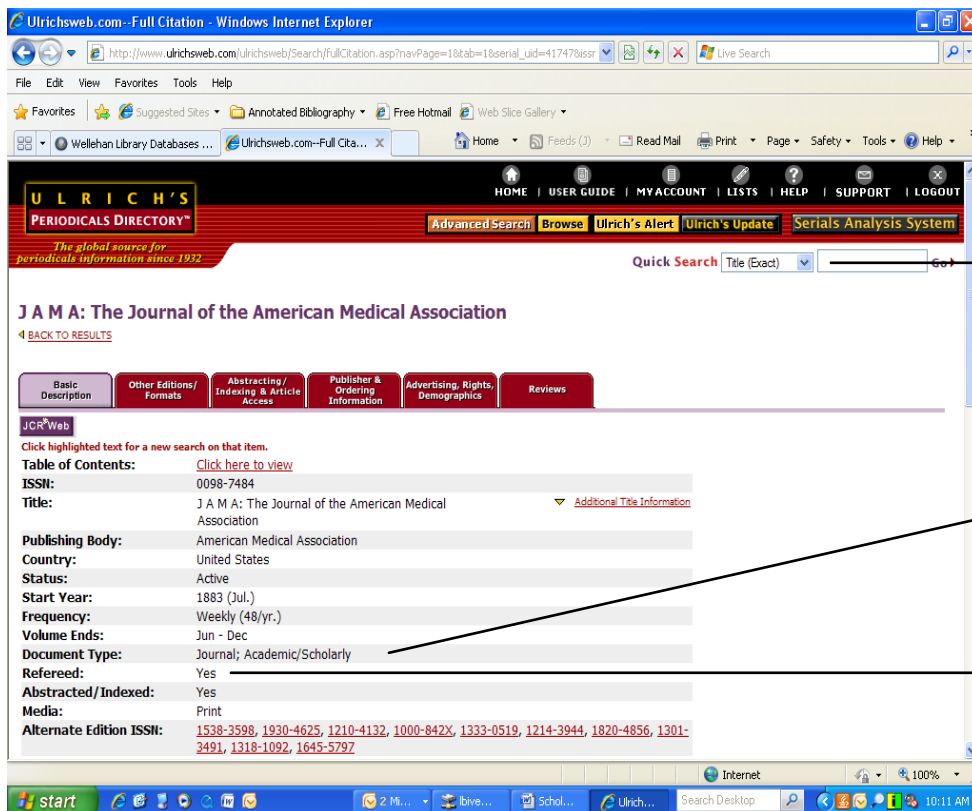 Ulrichsweb.com--Full Citation - Windows Internet Explorer
http://www.ulrichsweb.com/ulrichsweb/Search/fullCitation.asp?navPage=1&tab=1&serial_uid=41747&issr
Live Search
File Edit View Favorites Tools Help
Favorites Suggested Sites Annotated Bibliography Free Hotmail Web Slice Gallery
Wellehan Library Databases ... Ulrichsweb.com--Full Cita... X Home Feeds (J) Read Mail Print Page Safety Tools Help
HOME | USER GUIDE | MY ACCOUNT | LISTS | HELP | SUPPORT | LOGOUT
ULRICH'S
PERIODICALS DIRECTORY™
Advanced Search Browse Ulrich's Alert Ulrich's Update Serials Analysis System
The global source for
periodicals information since 1932
Quick Search Title (Exact) Go
J A M A: The Journal of the American Medical Association
BACK TO RESULTS
Basic Description Other Editions/ Formats Abstracting/ Indexing & Article Access Publisher & Ordering Information Advertising, Rights, Demographics Reviews
JCR Web
Click highlighted text for a new search on that item.
Table of Contents: Click here to view
ISSN: 0098-7484
Title: J A M A: The Journal of the American Medical Additional Title Information
Association
Publishing Body: American Medical Association
Country: United States
Status: Active
Start Year: 1883 (Jul.)
Frequency: Weekly (48/yr.)
Volume Ends: Jun - Dec
Document Type: Journal; Academic/Scholarly
Refereed: Yes
Abstracted/Indexed: Yes
Media: Print
Alternate Edition ISSN: 1538-3598, 1930-4625, 1210-4132, 1000-842X, 1333-0519, 1214-3944, 1820-4856, 1301-
3491, 1318-1092, 1645-5797
Internet 100%
start 2 Mi... lbive... Schol... Ulrich... Search Desktop 10:11 AM